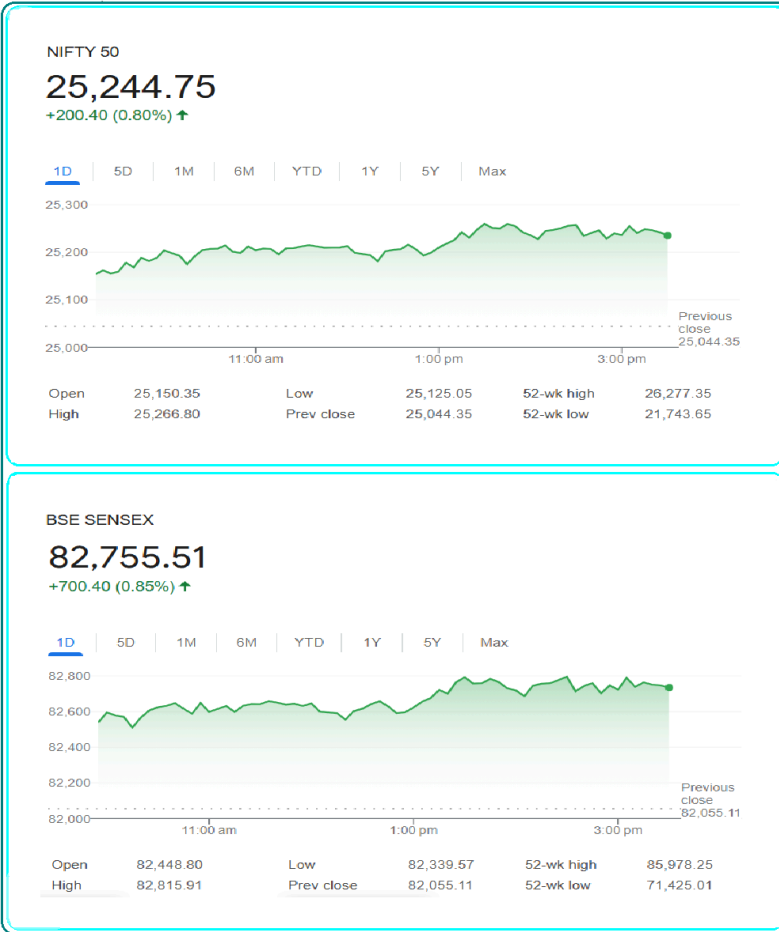 NIFTY 50
25,244.75
+200.40 (0.80%) ↑
1D 5D 1M 6M YTD 1Y 5Y Max
25,300
25,200
25,100
25,000
Previous
close
25,044.35
11:00 am 1:00 pm 3:00 pm
Open 25,150.35 Low 25,125.05 52-wk high 26,277.35
High 25,266.80 Prev close 25,044.35 52-wk low 21,743.65
BSE SENSEX
82,755.51
+700.40 (0.85%) ↑
1D 5D 1M 6M YTD 1Y 5Y Max
82,800
82,600
82,400
82,200
82,000
Previous
close
82,055.11
11:00 am 1:00 pm 3:00 pm
Open 82,448.80 Low 82,339.57 52-wk high 85,978.25
High 82,815.91 Prev close 82,055.11 52-wk low 71,425.01